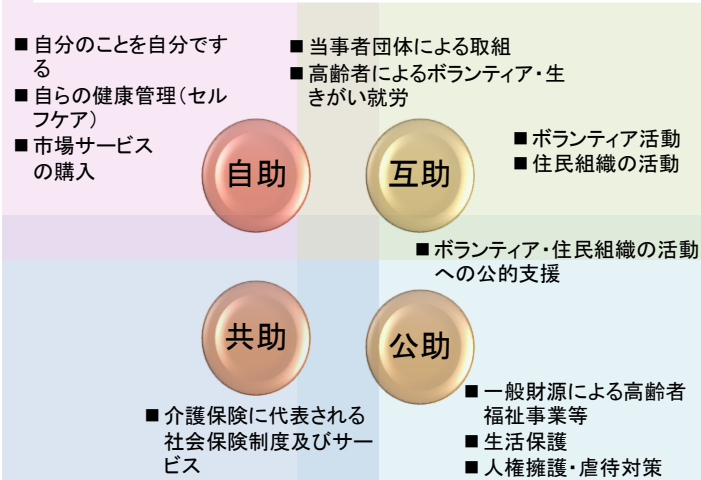 ■ 自分のことを自分です
る
■ 自らの健康管理(セル
フケア)
■ 市場サービス
の購入
■ 当事者団体による取組
■ 高齢者によるボランティア・生
きがい就労
自助
互助
■ ボランティア活動
■ 住民組織の活動
■ ボランティア・住民組織の活動
への公的支援
共助
公助
■ 介護保険に代表される
社会保険制度及びサー
ビス
■ 一般財源による高齢者
福祉事業等
■ 生活保護
■ 人権擁護・虐待対策